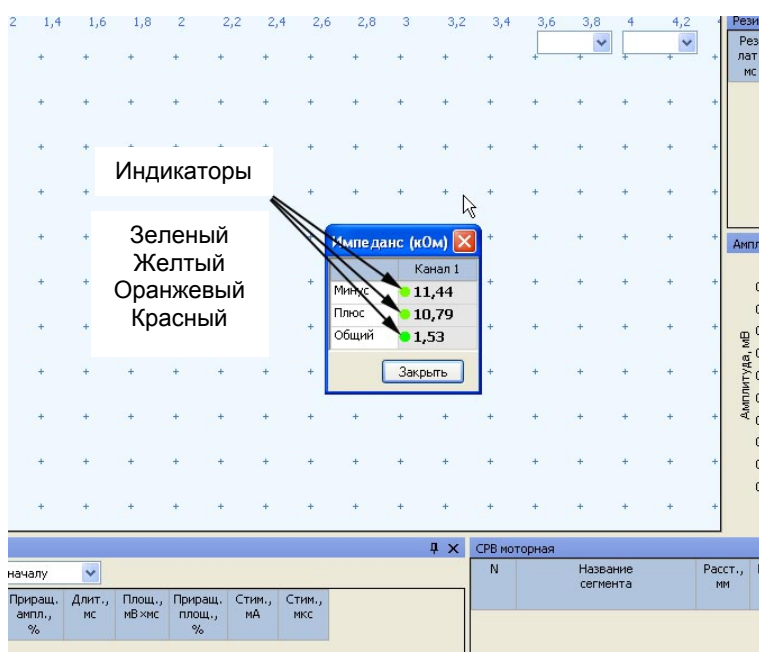 2 1,4 1,6 1,8 2 2,2 2,4 2,6 2,8 3 3,2 3,4 3,6 3,8 4 4,2
Индикаторы
Зеленый
Желтый
Оранжевый
Красный
Импеданс (кОм)
Канал 1
Минус 11,44
Плюс 10,79
Общий 1,53
Закрыть
Рез
лат
мс
Амплитуда, мВ
началу
Приращ. ампл., %
Длит., мс
Площ., мВ×мс
Приращ. площ., %
Стим., мА
Стим., мкс
СРВ моторная
N
Название сегмента
Расст., мм